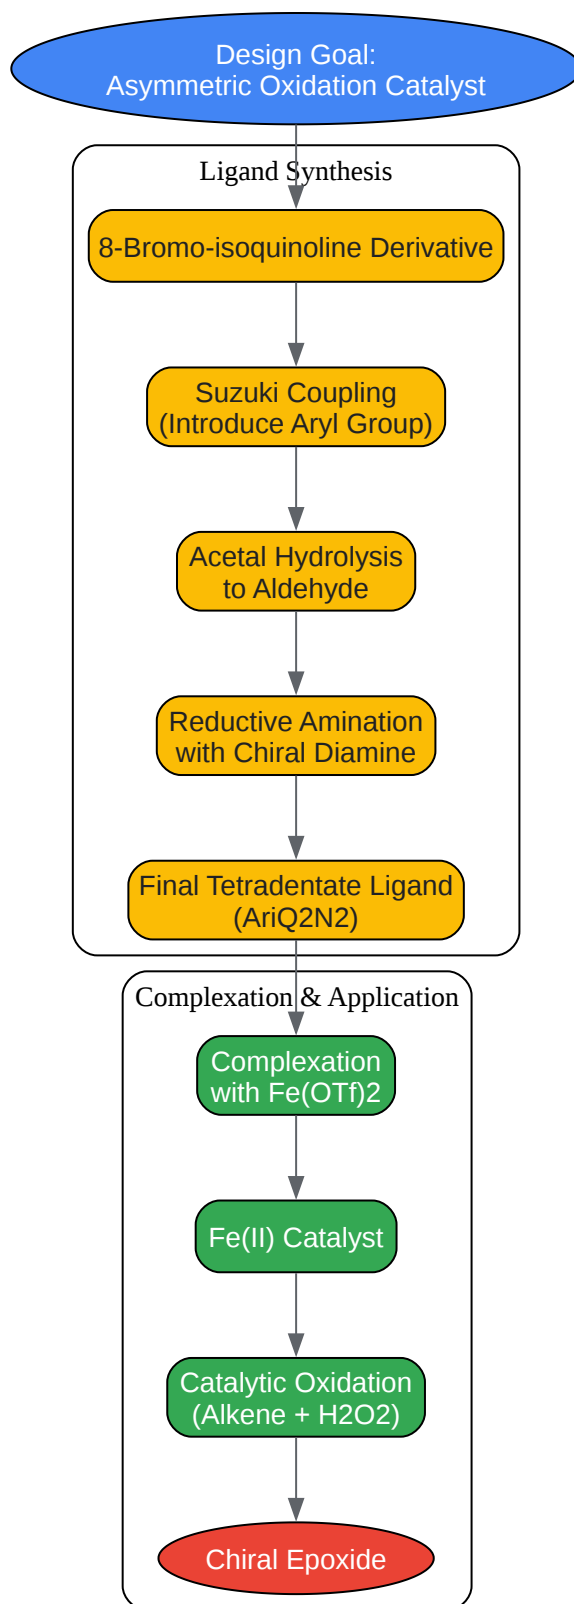 Design Goal:
Asymmetric Oxidation Catalyst
Ligand Synthesis
8-Bromo-isoquinoline Derivative
Suzuki Coupling
(Introduce Aryl Group)
Acetal Hydrolysis
to Aldehyde
Reductive Amination
with Chiral Diamine
Final Tetradentate Ligand
(AriQ2N2)
Complexation & Application
Complexation
with Fe(OTf)2
Fe(II) Catalyst
Catalytic Oxidation
(Alkene + H2O2)
Chiral Epoxide